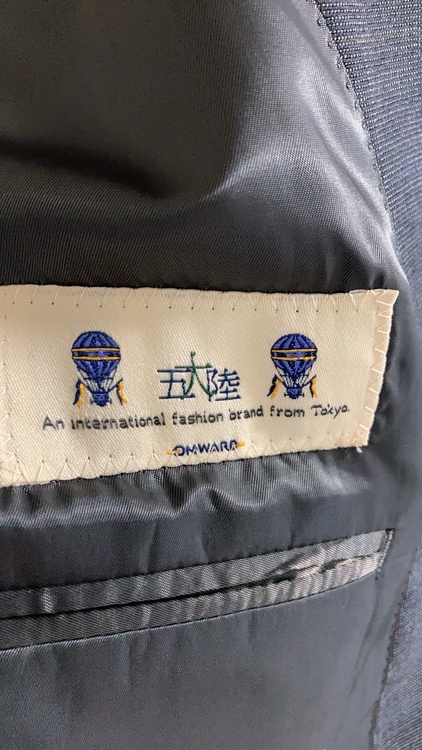 五大陸
An international fashion brand from Tokyo.
ONWARD